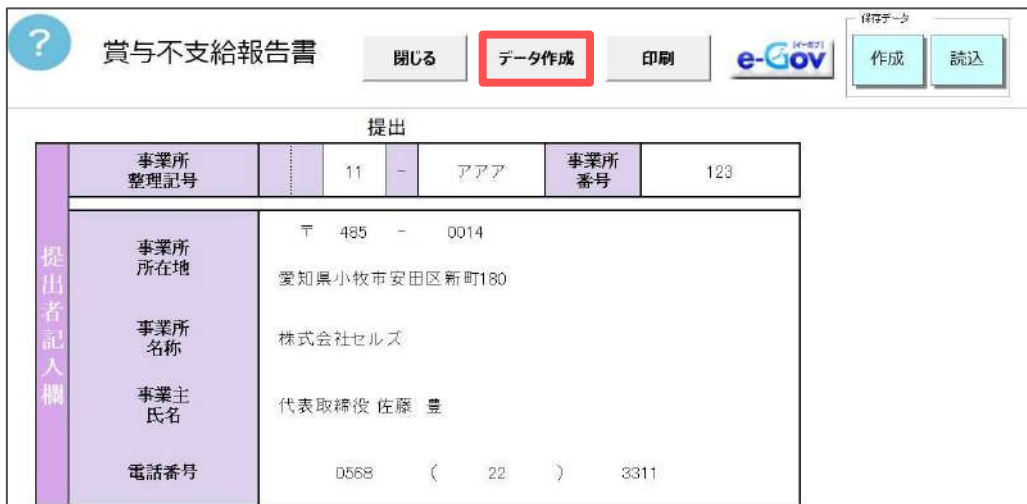 保存データ
?
賞与不支給報告書 閉じる データ作成 印刷 e-Gov イーガブ 作成 読込
提出
事業所
整理記号 11 - アアア 事業所
番号 123
提出者記入欄
事業所
所在地 〒 485 - 0014
愛知県小牧市安田区新町180
事業所
名称 株式会社セルズ
事業主
氏名 代表取締役 佐藤 豊
電話番号 0568 ( 22 ) 3311